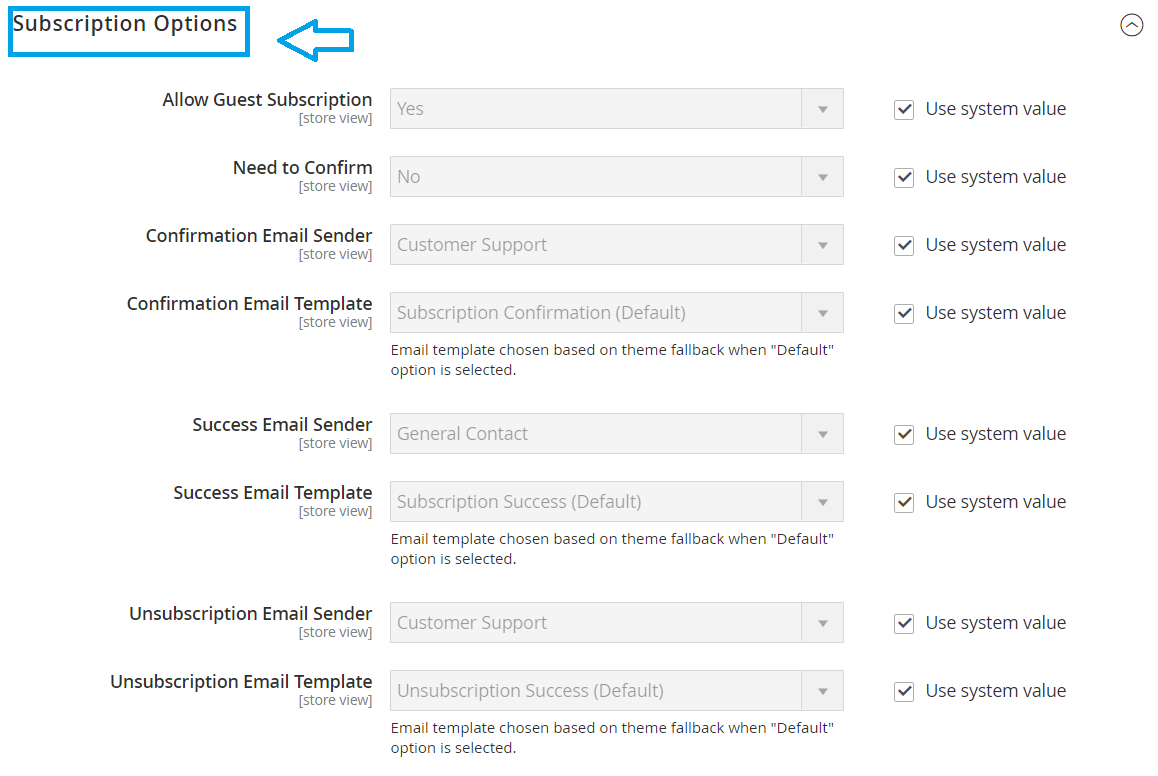 Subscription Options
Allow Guest Subscription
[store view]
Yes
Use system value
Need to Confirm
[store view]
No
Use system value
Confirmation Email Sender
[store view]
Customer Support
Use system value
Confirmation Email Template
[store view]
Subscription Confirmation (Default)
Use system value
Email template chosen based on theme fallback when "Default"
option is selected.
Success Email Sender
[store view]
General Contact
Use system value
Success Email Template
[store view]
Subscription Success (Default)
Use system value
Email template chosen based on theme fallback when "Default"
option is selected.
Unsubscription Email Sender
[store view]
Customer Support
Use system value
Unsubscription Email Template
[store view]
Unsubscription Success (Default)
Use system value
Email template chosen based on theme fallback when "Default"
option is selected.